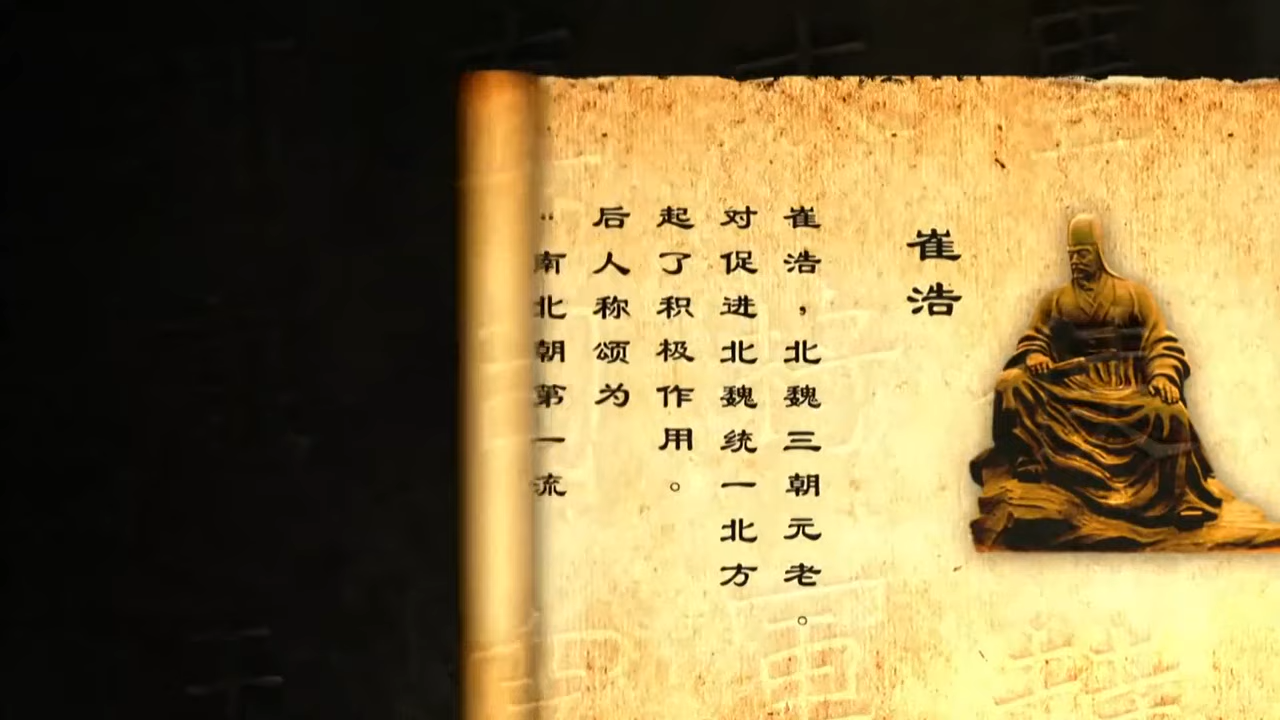 崔浩
崔浩，北魏三朝元老。
对促进北魏统一北方
起了积极作用。
后人称颂为
“南北朝第一流